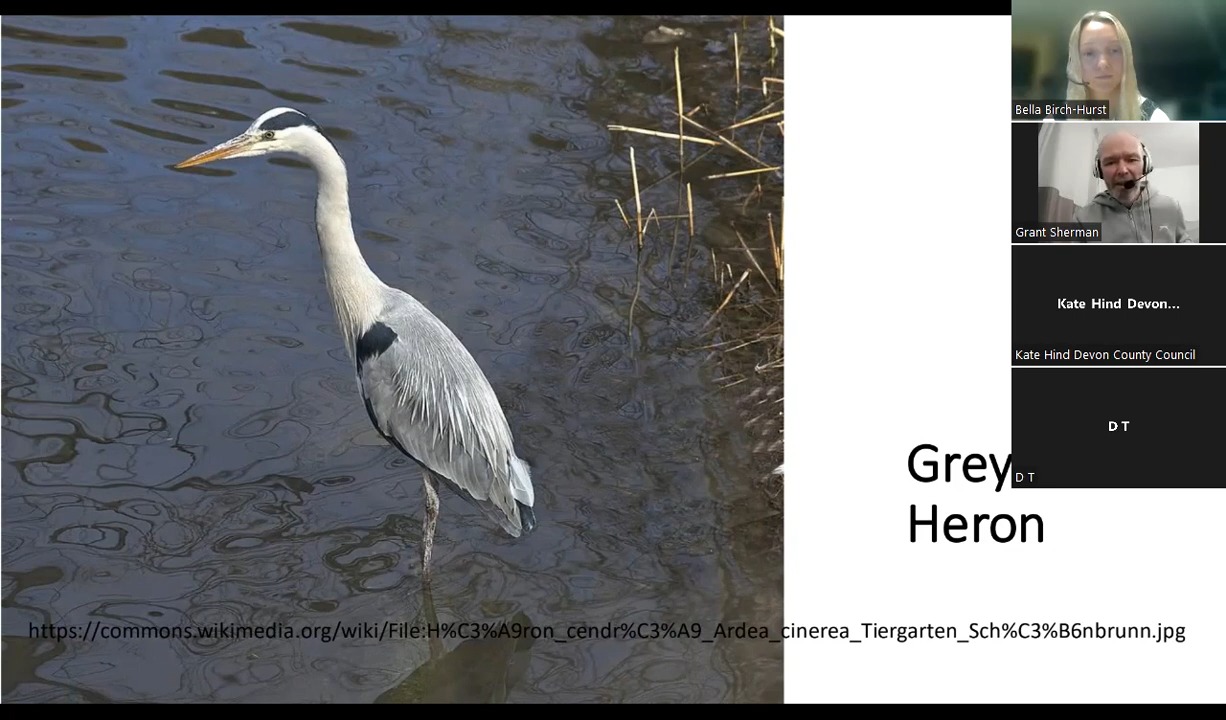 Bella Birch-Hurst
Grant Sherman
Kate Hind Devon...
Kate Hind Devon County Council
D T
D T
Grey
Heron
https://commons.wikimedia.org/wiki/File:H%C3%A9ron_cendr%C3%A9_Ardea_cinerea_Tiergarten_Sch%C3%B6nbrunn.jpg